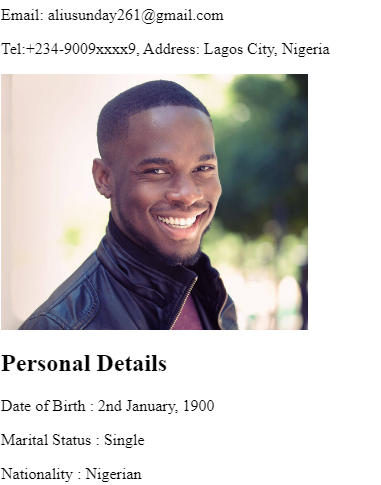 Email: aliusunday261@gmail.com
Tel:+234-9009xxxx9, Address: Lagos City, Nigeria
Personal Details
Date of Birth : 2nd January, 1900
Marital Status : Single
Nationality : Nigerian